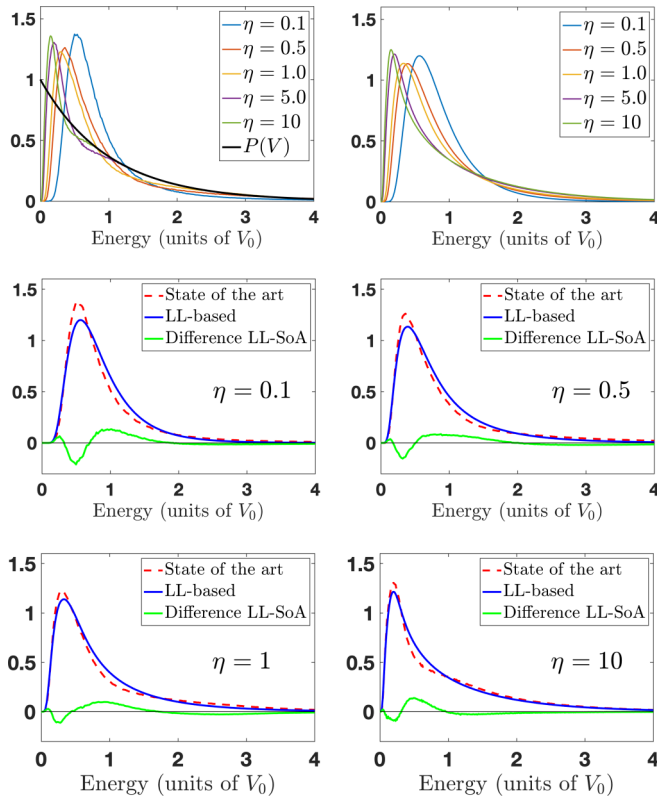 1.5
1
0.5
0
0 1 2 3 4
Energy (units of V₀)
η = 0.1
η = 0.5
η = 1.0
η = 5.0
η = 10
P(V)
1.5
1
0.5
0
0 1 2 3 4
Energy (units of V₀)
η = 0.1
η = 0.5
η = 1.0
η = 5.0
η = 10
1.5
1
0.5
0
0 1 2 3 4
Energy (units of V₀)
State of the art
LL-based
Difference LL-SoA
η = 0.1
1.5
1
0.5
0
0 1 2 3 4
Energy (units of V₀)
State of the art
LL-based
Difference LL-SoA
η = 0.5
1.5
1
0.5
0
0 1 2 3 4
Energy (units of V₀)
State of the art
LL-based
Difference LL-SoA
η = 1
1.5
1
0.5
0
0 1 2 3 4
Energy (units of V₀)
State of the art
LL-based
Difference LL-SoA
η = 10